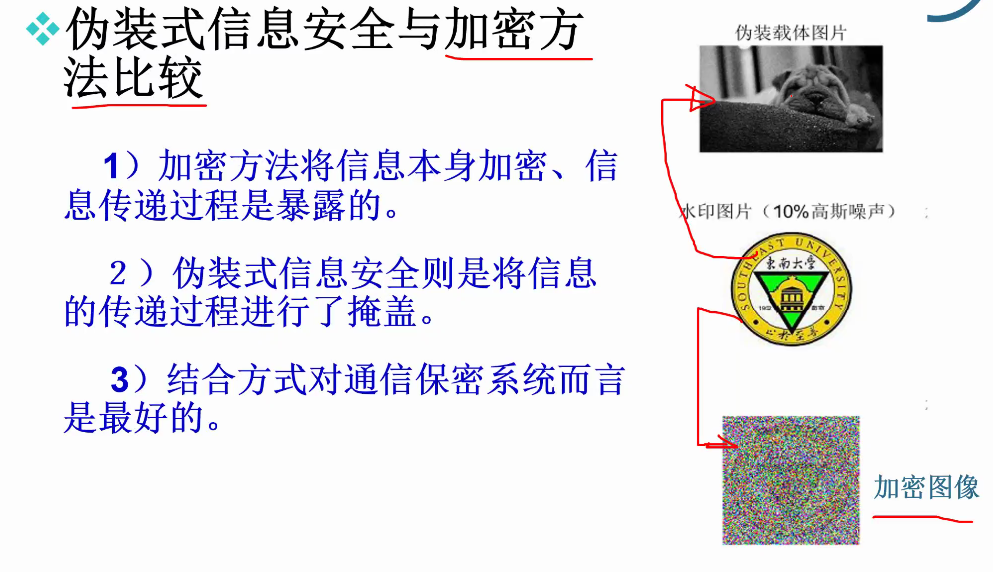 伪装式信息安全与加密方
法比较
1）加密方法将信息本身加密、信
息传递过程是暴露的。
２）伪装式信息安全则是将信息
的传递过程进行了掩盖。
3）结合方式对通信保密系统而言
是最好的。
伪装载体图片
水印图片（10%高斯噪声）
SOUTHEAST UNIVERSITY
東南大學
1902
南京
止於至善
加密图像